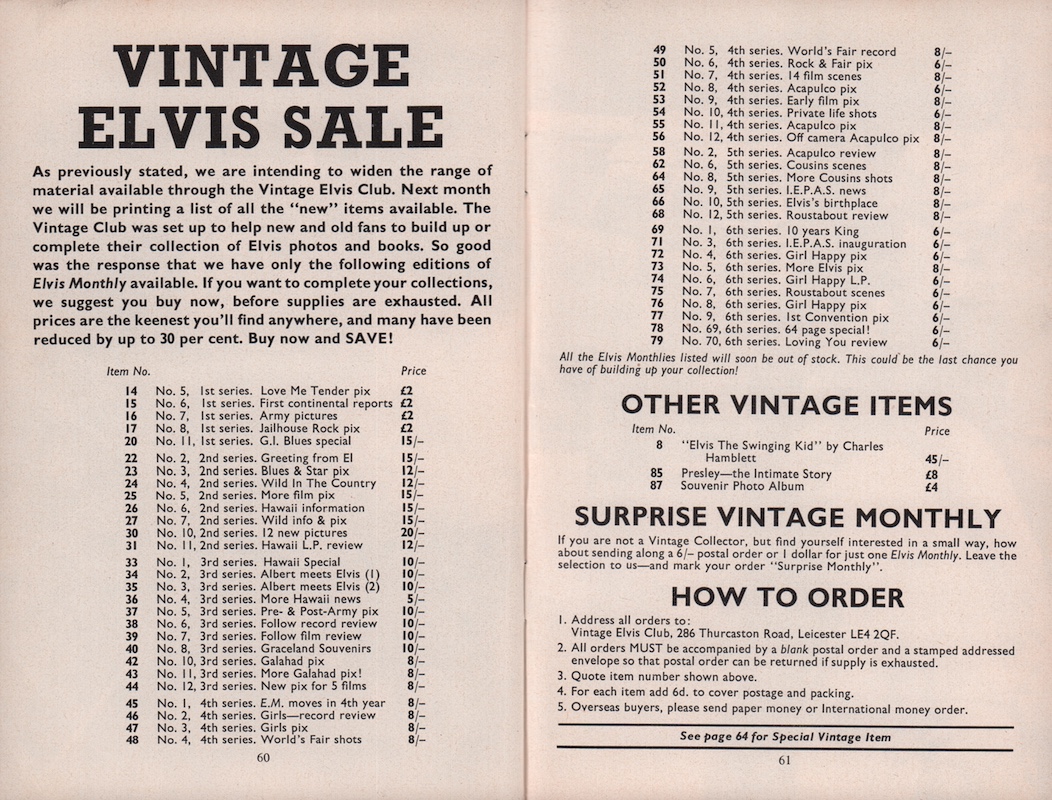 VINTAGE
ELVIS SALE
As previously stated, we are intending to widen the range of
material available through the Vintage Elvis Club. Next month
we will be printing a list of all the "new" items available. The
Vintage Club was set up to help new and old fans to build up or
complete their collection of Elvis photos and books. So good
was the response that we have only the following editions of
Elvis Monthly available. If you want to complete your collections,
we suggest you buy now, before supplies are exhausted. All
prices are the keenest you'll find anywhere, and many have been
reduced by up to 30 per cent. Buy now and SAVE!
Item No. Price
14 No. 5, 1st series. Love Me Tender pix £2
15 No. 6, 1st series. First continental reports £2
16 No. 7, 1st series. Army pictures £2
17 No. 8, 1st series. Jailhouse Rock pix £2
20 No. 11, 1st series. G.I. Blues special 15/–
22 No. 2, 2nd series. Greeting from El 15/–
23 No. 3, 2nd series. Blues & Star pix 12/–
24 No. 4, 2nd series. Wild In The Country 12/–
25 No. 5, 2nd series. More film pix 15/–
26 No. 6, 2nd series. Hawaii information 15/–
27 No. 7, 2nd series. Wild info & pix 15/–
30 No. 10, 2nd series. 12 new pictures 20/–
31 No. 11, 2nd series. Hawaii L.P. review 12/–
33 No. 1, 3rd series. Hawaii Special 10/–
34 No. 2, 3rd series. Albert meets Elvis (1) 10/–
35 No. 3, 3rd series. Albert meets Elvis (2) 10/–
36 No. 4, 3rd series. More Hawaii news 5/–
37 No. 5, 3rd series. Pre- & Post-Army pix 10/–
38 No. 6, 3rd series. Follow record review 10/–
39 No. 7, 3rd series. Follow film review 10/–
40 No. 8, 3rd series. Graceland Souvenirs 10/–
42 No. 10, 3rd series. Galahad pix 8/–
43 No. 11, 3rd series. More Galahad pix! 8/–
44 No. 12, 3rd series. New pix for 5 films 8/–
45 No. 1, 4th series. E.M. moves in 4th year 8/–
46 No. 2, 4th series. Girls—record review 8/–
47 No. 3, 4th series. Girls pix 8/–
48 No. 4, 4th series. World's Fair shots 8/–
60
49 No. 5, 4th series. World's Fair record 8/–
50 No. 6, 4th series. Rock & Fair pix 6/–
51 No. 7, 4th series. 14 film scenes 8/–
52 No. 8, 4th series. Acapulco pix 6/–
53 No. 9, 4th series. Early film pix 8/–
54 No. 10, 4th series. Private life shots 6/–
55 No. 11, 4th series. Acapulco pix 8/–
56 No. 12, 4th series. Off camera Acapulco pix 8/–
58 No. 2, 5th series. Acapulco review 8/–
62 No. 6, 5th series. Cousins scenes 8/–
64 No. 8, 5th series. More Cousins shots 8/–
65 No. 9, 5th series. I.E.P.A.S. news 8/–
66 No. 10, 5th series. Elvis's birthplace 8/–
68 No. 12, 5th series. Roustabout review 8/–
69 No. 1, 6th series. 10 years King 6/–
71 No. 3, 6th series. I.E.P.A.S. inauguration 6/–
72 No. 4, 6th series. Girl Happy pix 6/–
73 No. 5, 6th series. More Elvis pix 8/–
74 No. 6, 6th series. Girl Happy L.P. 6/–
75 No. 7, 6th series. Roustabout scenes 6/–
76 No. 8, 6th series. Girl Happy pix 6/–
77 No. 9, 6th series. 1st Convention pix 6/–
78 No. 69, 6th series. 64 page special! 6/–
79 No. 70, 6th series. Loving You review 6/–
All the Elvis Monthlies listed will soon be out of stock. This could be the last chance you
have of building up your collection!
OTHER VINTAGE ITEMS
Item No. Price
8 "Elvis The Swinging Kid" by Charles
Hamblett 45/–
85 Presley—the Intimate Story £8
87 Souvenir Photo Album £4
SURPRISE VINTAGE MONTHLY
If you are not a Vintage Collector, but find yourself interested in a small way, how
about sending along a 6/– postal order or 1 dollar for just one Elvis Monthly. Leave the
selection to us—and mark your order "Surprise Monthly".
HOW TO ORDER
1. Address all orders to:
Vintage Elvis Club, 286 Thurcaston Road, Leicester LE4 2QF.
2. All orders MUST be accompanied by a blank postal order and a stamped addressed
envelope so that postal order can be returned if supply is exhausted.
3. Quote item number shown above.
4. For each item add 6d. to cover postage and packing.
5. Overseas buyers, please send paper money or International money order.
See page 64 for Special Vintage Item
61